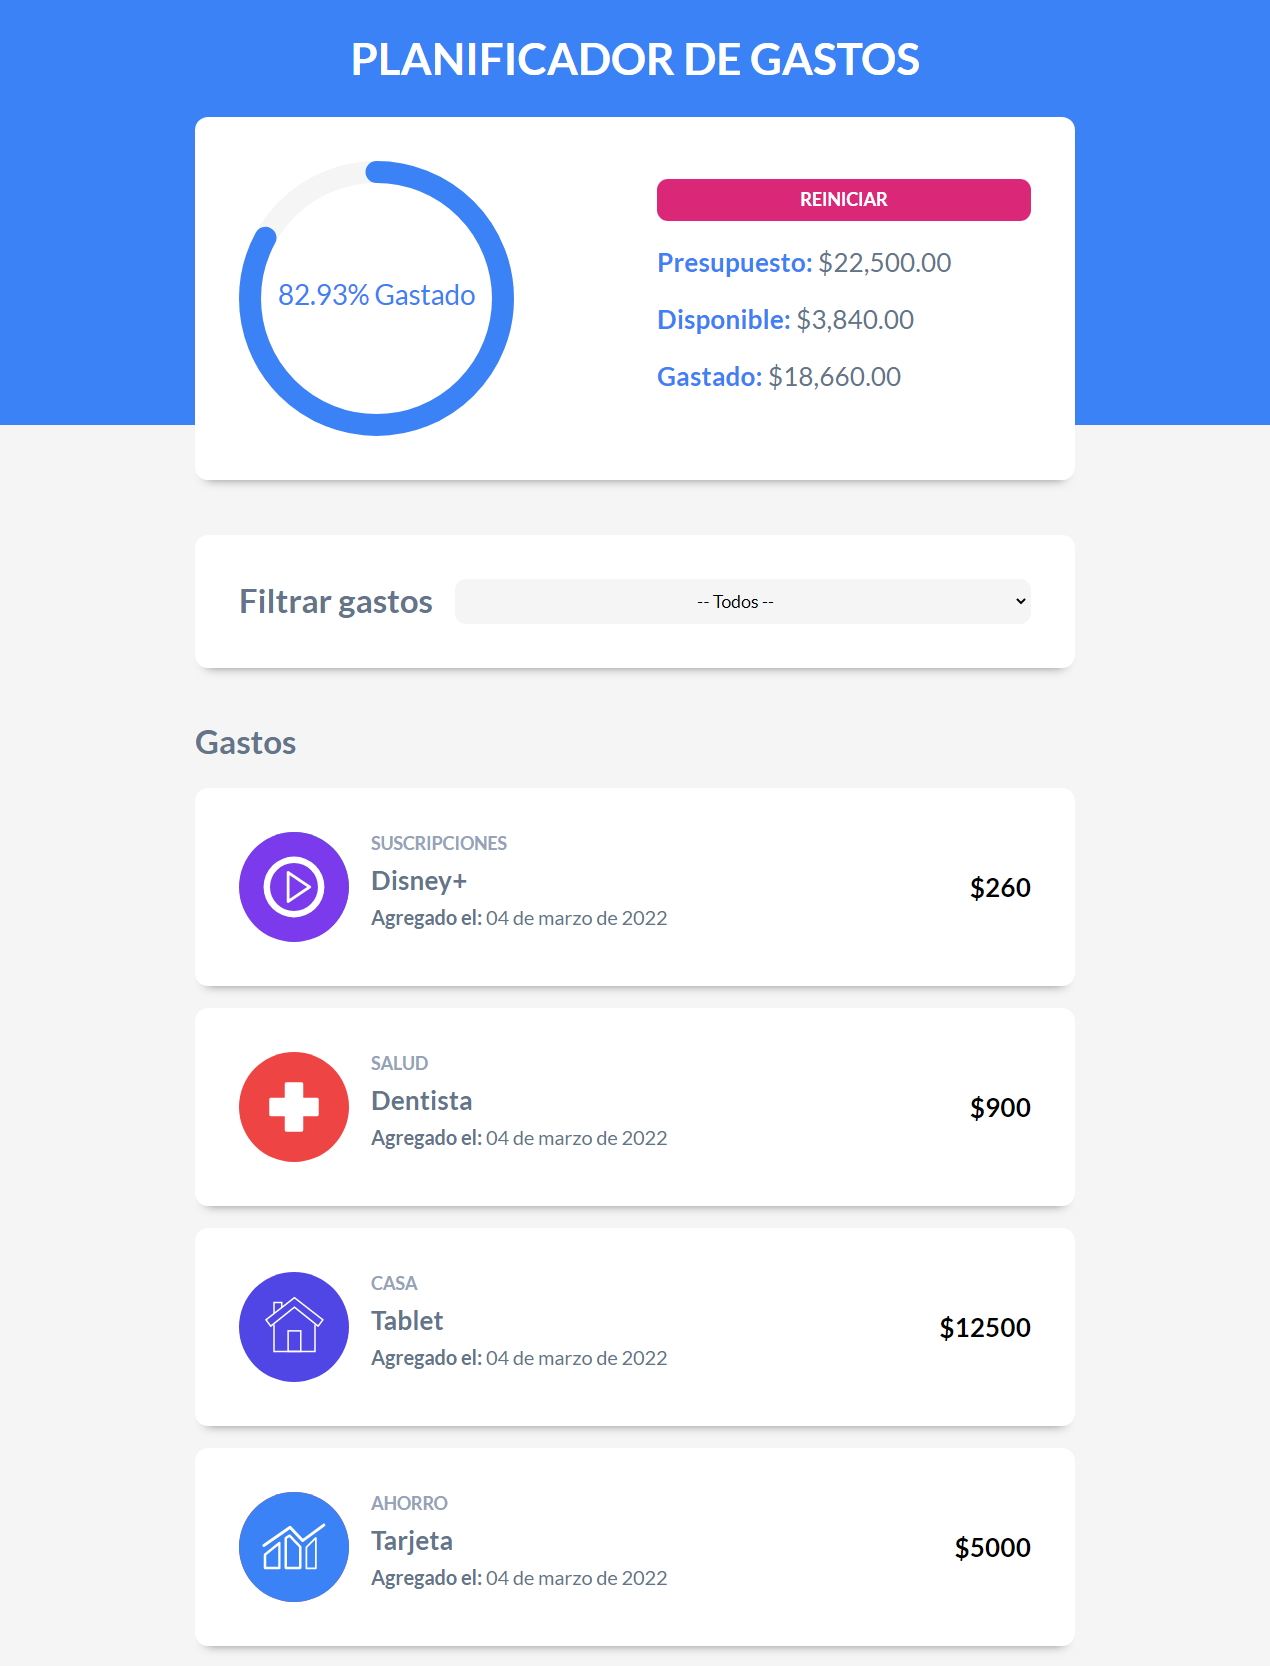 PLANIFICADOR DE GASTOS
82.93% Gastado
REINICIAR
Presupuesto: $22,500.00
Disponible: $3,840.00
Gastado: $18,660.00
Filtrar gastos
-- Todos --
Gastos
SUSCRIPCIONES
Disney+
Agregado el: 04 de marzo de 2022
$260
SALUD
Dentista
Agregado el: 04 de marzo de 2022
$900
CASA
Tablet
Agregado el: 04 de marzo de 2022
$12500
AHORRO
Tarjeta
Agregado el: 04 de marzo de 2022
$5000